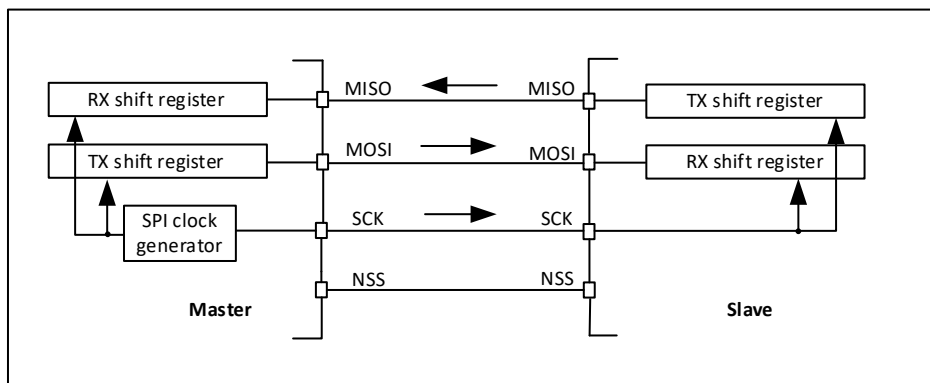 MISO MISO
RX shift register TX shift register
MOSI MOSI
TX shift register RX shift register
SCK SCK
SPI clock
generator
NSS NSS
Master Slave